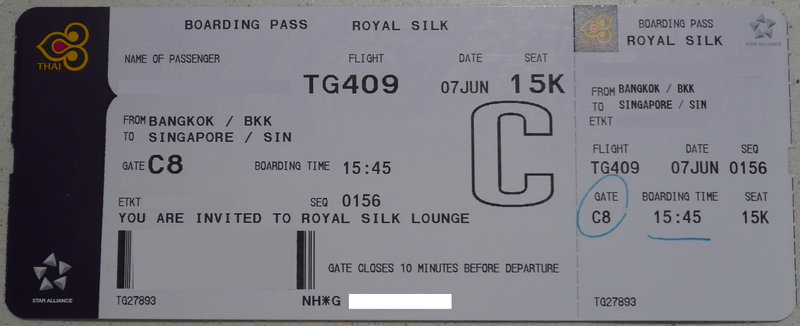 THAI
BOARDING PASS ROYAL SILK
NAME OF PASSENGER FLIGHT DATE SEAT
TG409 07JUN 15K
FROM BANGKOK / BKK
TO SINGAPORE / SIN
GATE C8 BOARDING TIME 15:45
C
ETKT SEQ 0156
YOU ARE INVITED TO ROYAL SILK LOUNGE
GATE CLOSES 10 MINUTES BEFORE DEPARTURE
STAR ALLIANCE
TG27893 NH*G
BOARDING PASS
ROYAL SILK
STAR ALLIANCE
FROM BANGKOK / BKK
TO SINGAPORE / SIN
ETKT
FLIGHT DATE SEQ
TG409 07JUN 0156
GATE BOARDING TIME SEAT
C8 15:45 15K
TG27893